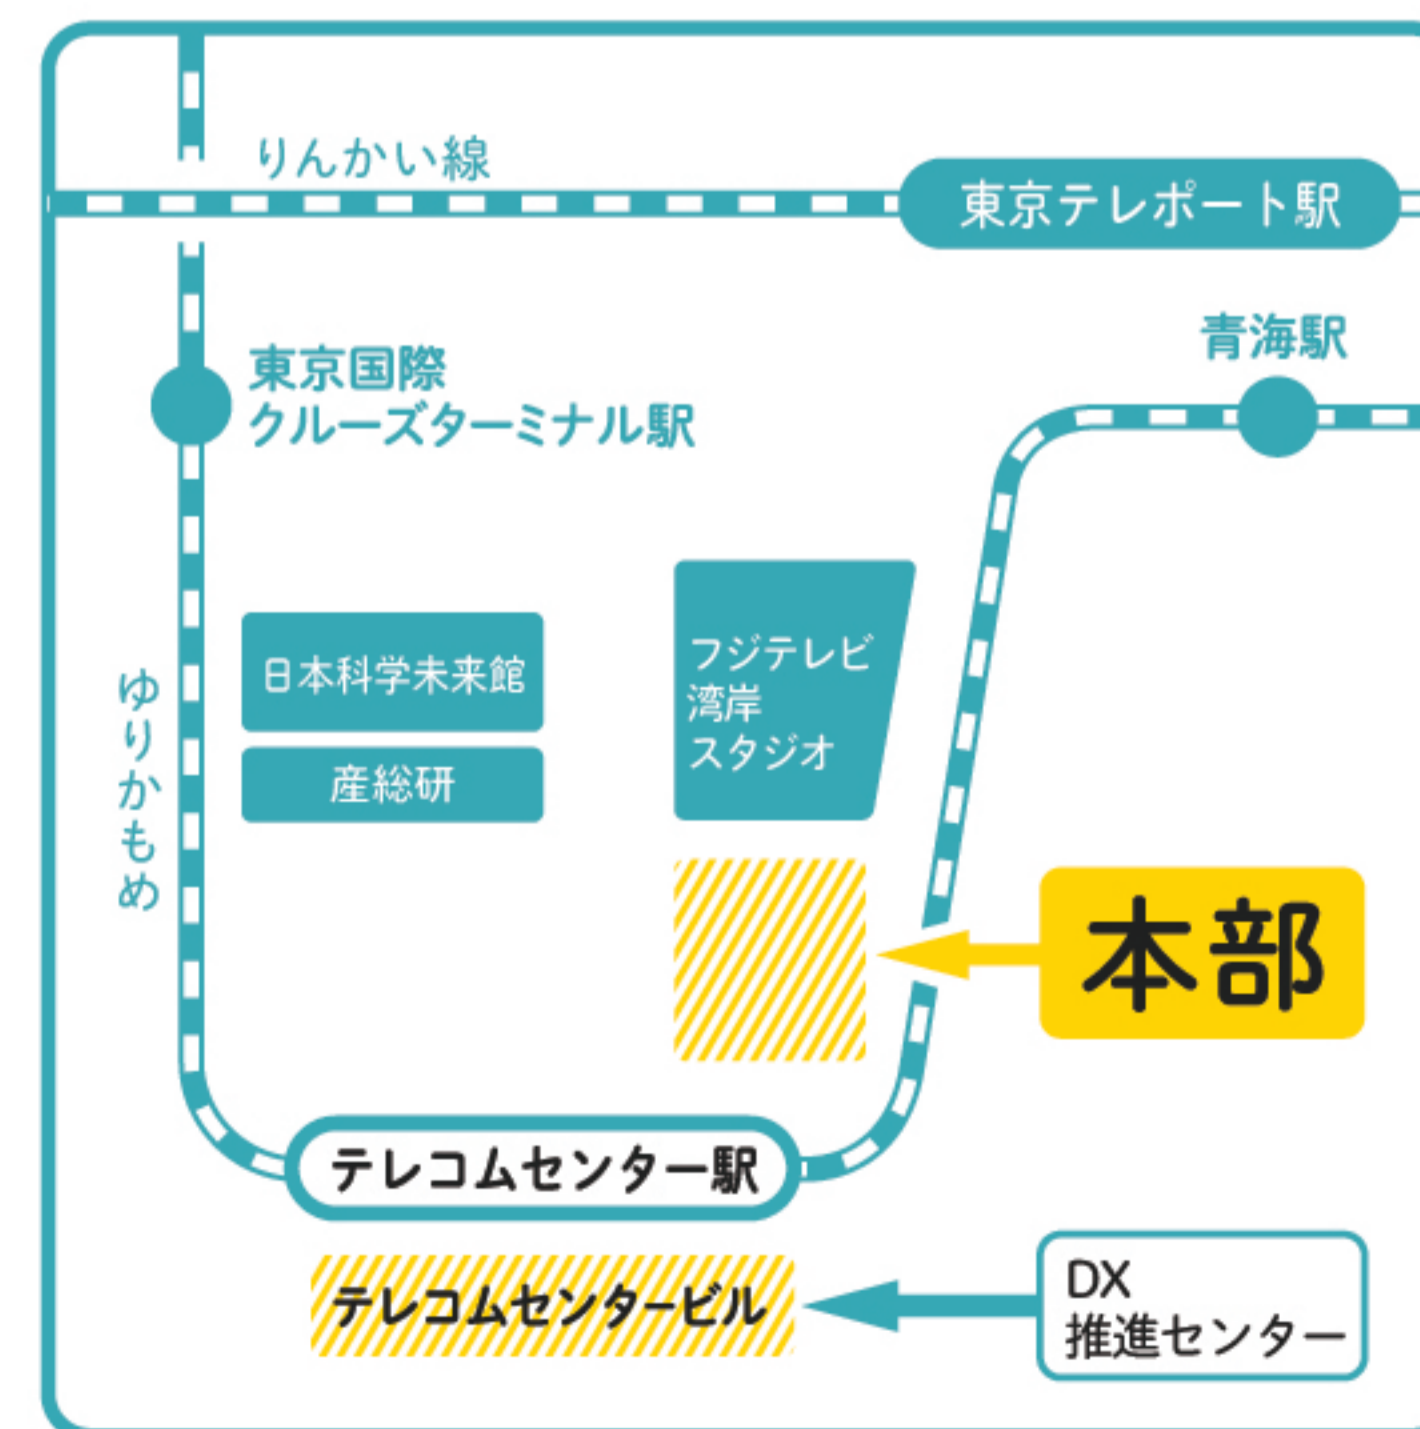 りんかい線
東京テレポート駅
青海駅
東京国際
クルーズターミナル駅
ゆりかもめ
日本科学未来館
産総研
フジテレビ
湾岸
スタジオ
本部
テレコムセンター駅
テレコムセンタービル
DX
推進センター